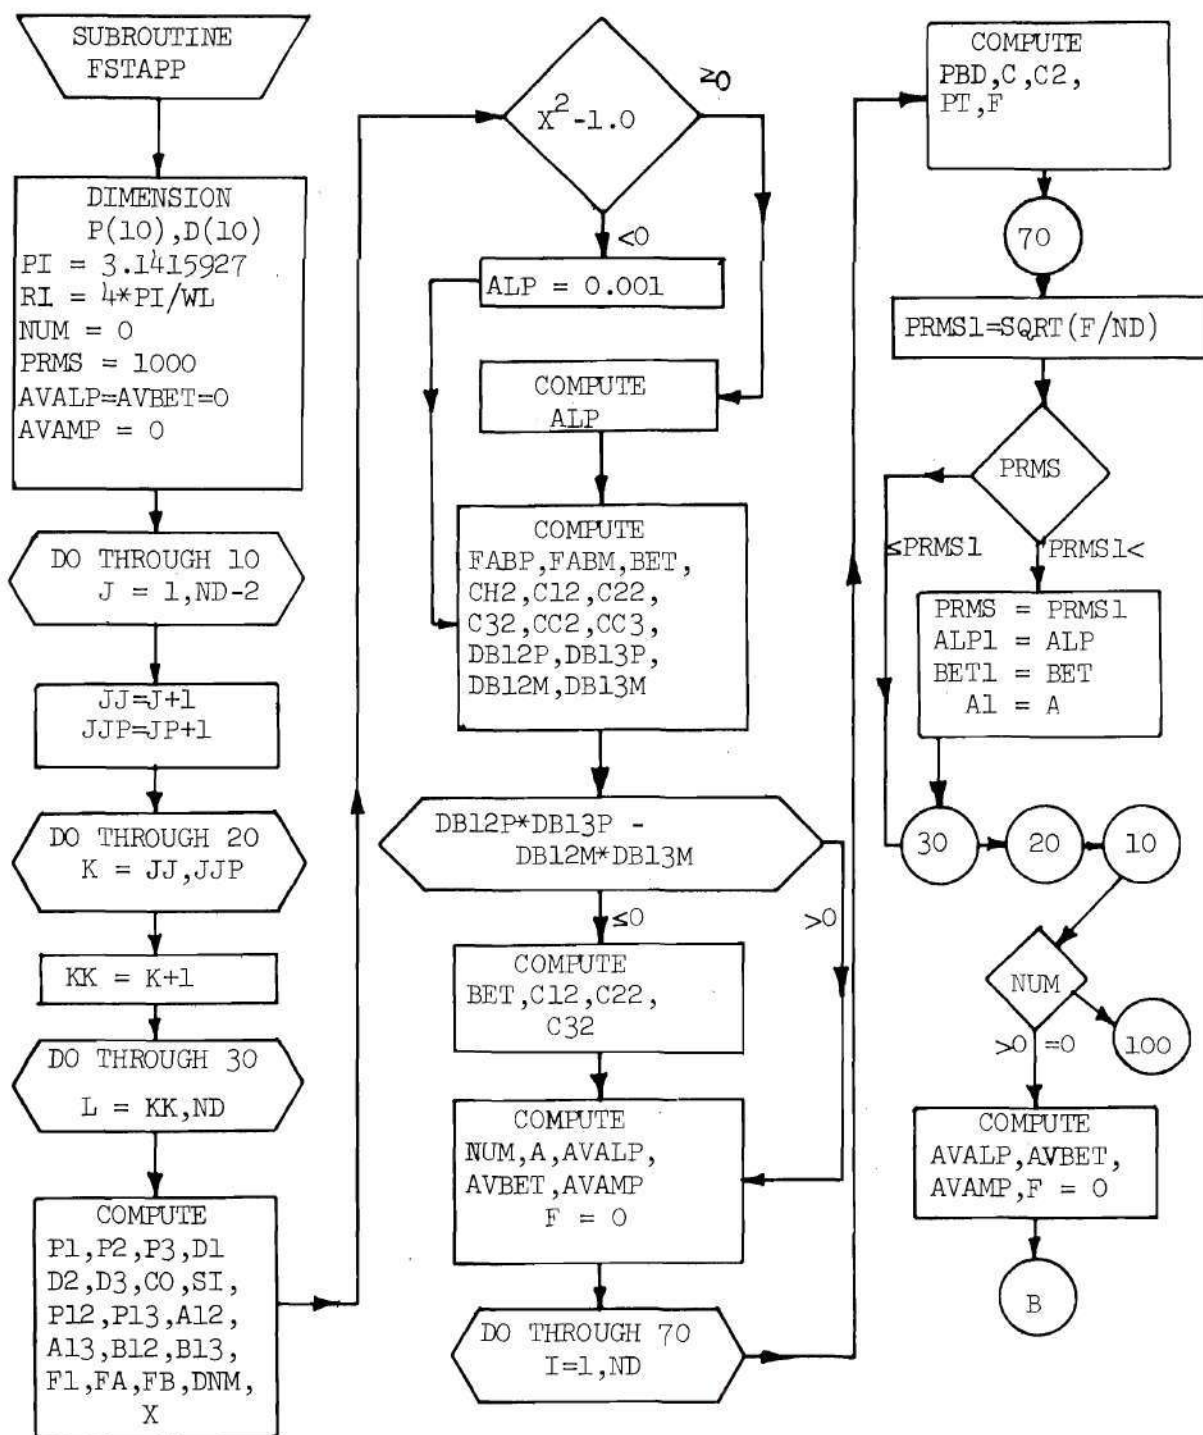 SUBROUTINE
FSTAPP
DIMENSION
P(10),D(10)
PI = 3.1415927
RI = 4*PI/WL
NUM = 0
PRMS = 1000
AVALP=AVBET=0
AVAMP = 0
DO THROUGH 10
J = 1,ND-2
JJ=J+1
JJP=JP+1
DO THROUGH 20
K = JJ,JJP
KK = K+1
DO THROUGH 30
L = KK,ND
COMPUTE
P1,P2,P3,D1
D2,D3,CO,SI,
P12,P13,A12,
A13,B12,B13,
F1,FA,FB,DNM,
X
X²-1.0
≥0
<0
ALP = 0.001
COMPUTE
ALP
COMPUTE
FABP,FABM,BET,
CH2,C12,C22,
C32,CC2,CC3,
DB12P,DB13P,
DB12M,DB13M
DB12P*DB13P -
DB12M*DB13M
≤0
>0
COMPUTE
BET,C12,C22,
C32
COMPUTE
NUM,A,AVALP,
AVBET,AVAMP
F = 0
DO THROUGH 70
I=1,ND
COMPUTE
PBD,C,C2,
PT,F
70
PRMS1=SQRT(F/ND)
PRMS
≤PRMS1
PRMS1<
PRMS = PRMS1
ALP1 = ALP
BET1 = BET
A1 = A
30
20
10
NUM
>0
=0
100
COMPUTE
AVALP,AVBET,
AVAMP,F = 0
B